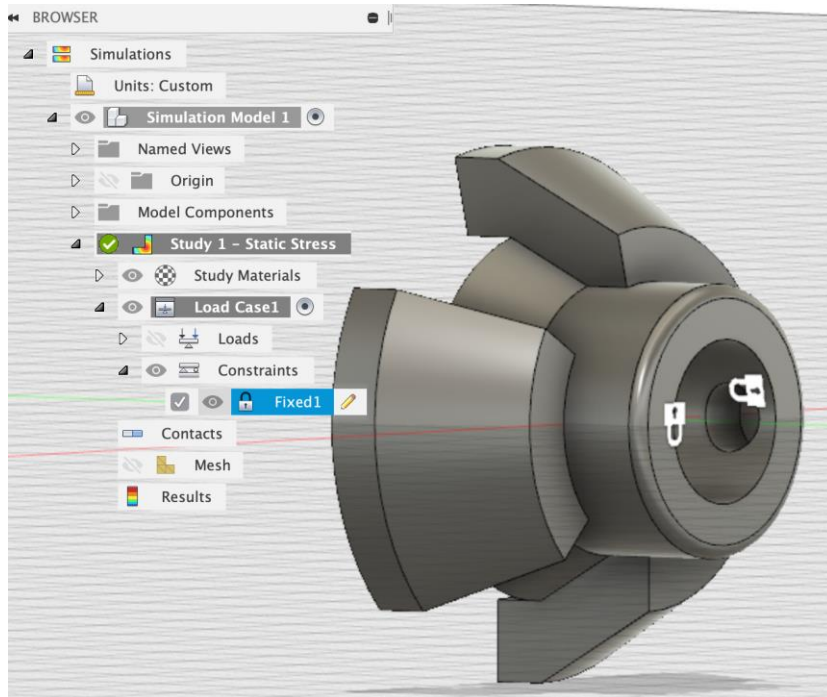 BROWSER
Simulations
Units: Custom
Simulation Model 1
Named Views
Origin
Model Components
Study 1 - Static Stress
Study Materials
Load Case1
Loads
Constraints
Fixed1
Contacts
Mesh
Results